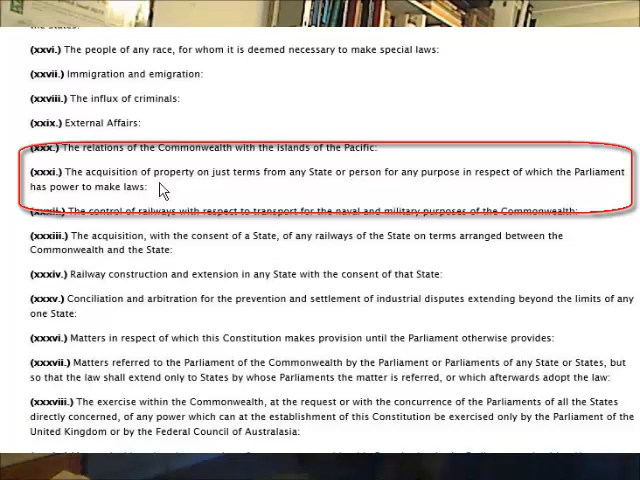 the States:
(xxvi.) The people of any race, for whom it is deemed necessary to make special laws:
(xxvii.) Immigration and emigration:
(xxviii.) The influx of criminals:
(xxix.) External Affairs:
(xxx.) The relations of the Commonwealth with the islands of the Pacific:
(xxxi.) The acquisition of property on just terms from any State or person for any purpose in respect of which the Parliament
has power to make laws:
(xxxii.) The control of railways with respect to transport for the naval and military purposes of the Commonwealth:
(xxxiii.) The acquisition, with the consent of a State, of any railways of the State on terms arranged between the
Commonwealth and the State:
(xxxiv.) Railway construction and extension in any State with the consent of that State:
(xxxv.) Conciliation and arbitration for the prevention and settlement of industrial disputes extending beyond the limits of any
one State:
(xxxvi.) Matters in respect of which this Constitution makes provision until the Parliament otherwise provides:
(xxxvii.) Matters referred to the Parliament of the Commonwealth by the Parliament or Parliaments of any State or States, but
so that the law shall extend only to States by whose Parliaments the matter is referred, or which afterwards adopt the law:
(xxxviii.) The exercise within the Commonwealth, at the request or with the concurrence of the Parliaments of all the States
directly concerned, of any power which can at the establishment of this Constitution be exercised only by the Parliament of the
United Kingdom or by the Federal Council of Australasia: